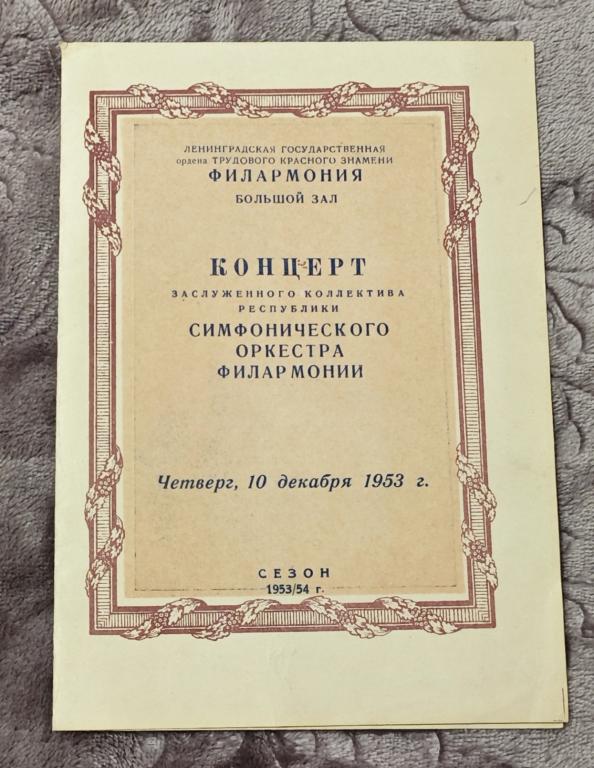 ЛЕНИНГРАДСКАЯ ГОСУДАРСТВЕННАЯ
ордена ТРУДОВОГО КРАСНОГО ЗНАМЕНИ
ФИЛАРМОНИЯ
БОЛЬШОЙ ЗАЛ
КОНЦЕРТ
ЗАСЛУЖЕННОГО КОЛЛЕКТИВА
РЕСПУБЛИКИ
СИМФОНИЧЕСКОГО
ОРКЕСТРА
ФИЛАРМОНИИ
Четверг, 10 декабря 1953 г.
СЕЗОН
1953/54 г.